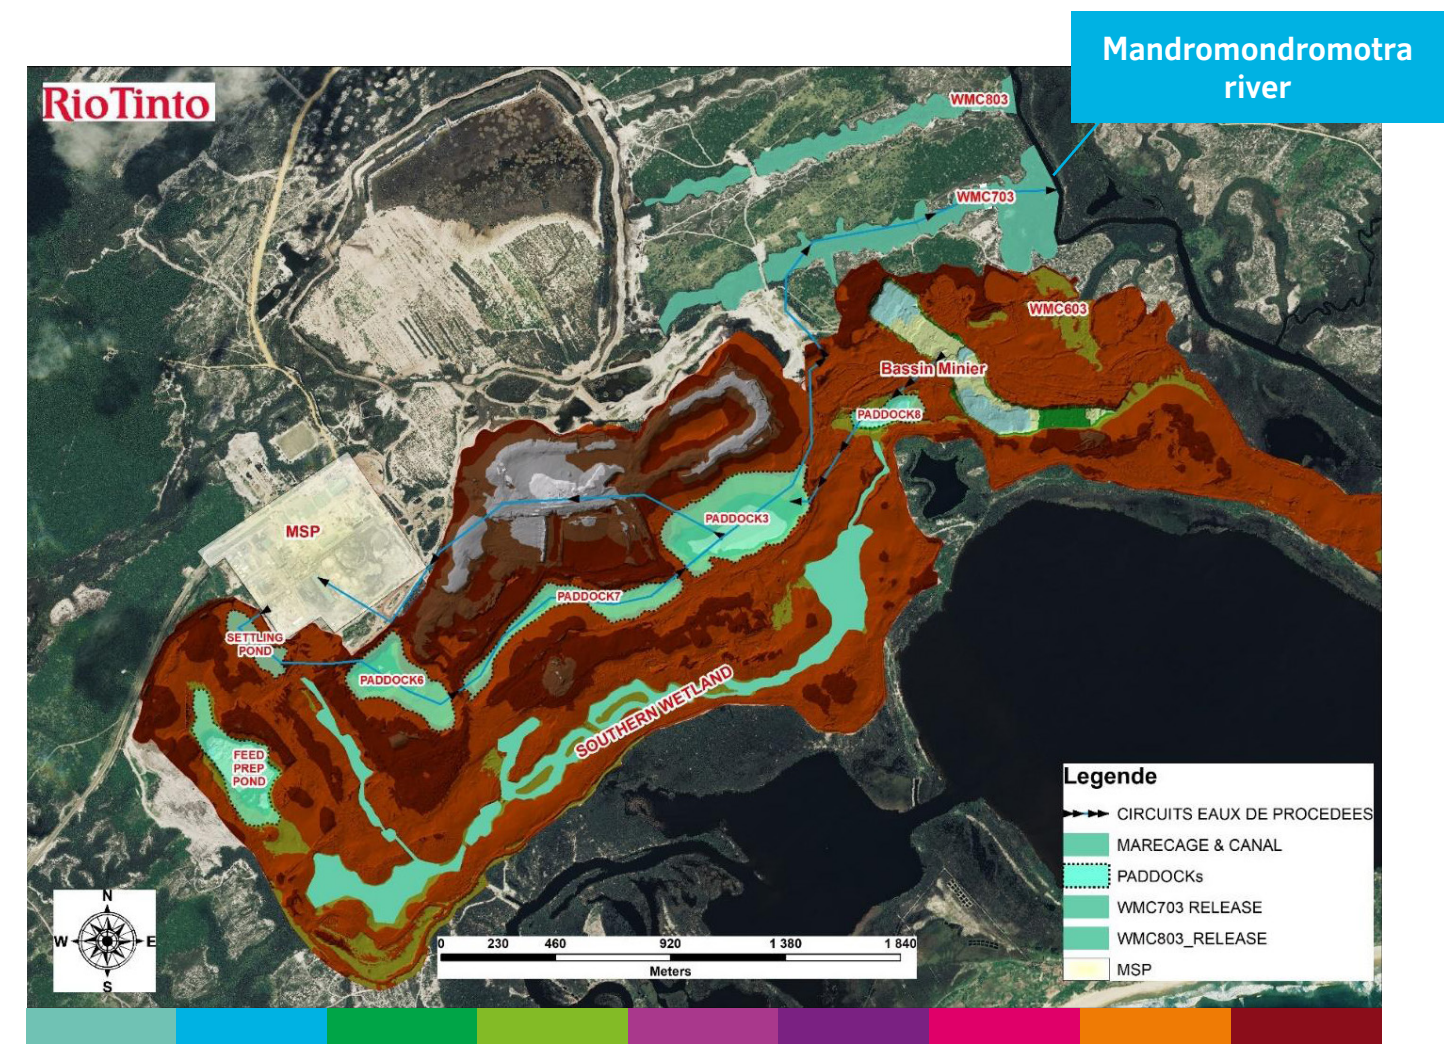 Mandromondromotra
river
RioTinto
WMC803
WMC703
WMC603
Bassin Minier
PADDOCK8
PADDOCK3
MSP
PADDOCK7
SETTLING
POND
PADDOCK6
SOUTHERN WETLAND
FEED
PREP
POND
Legende
CIRCUITS EAUX DE PROCEDEES
MARECAGE & CANAL
PADDOCKs
WMC703 RELEASE
WMC803_RELEASE
MSP
N
W E
S
0 230 460 920 1 380 1 840
Meters